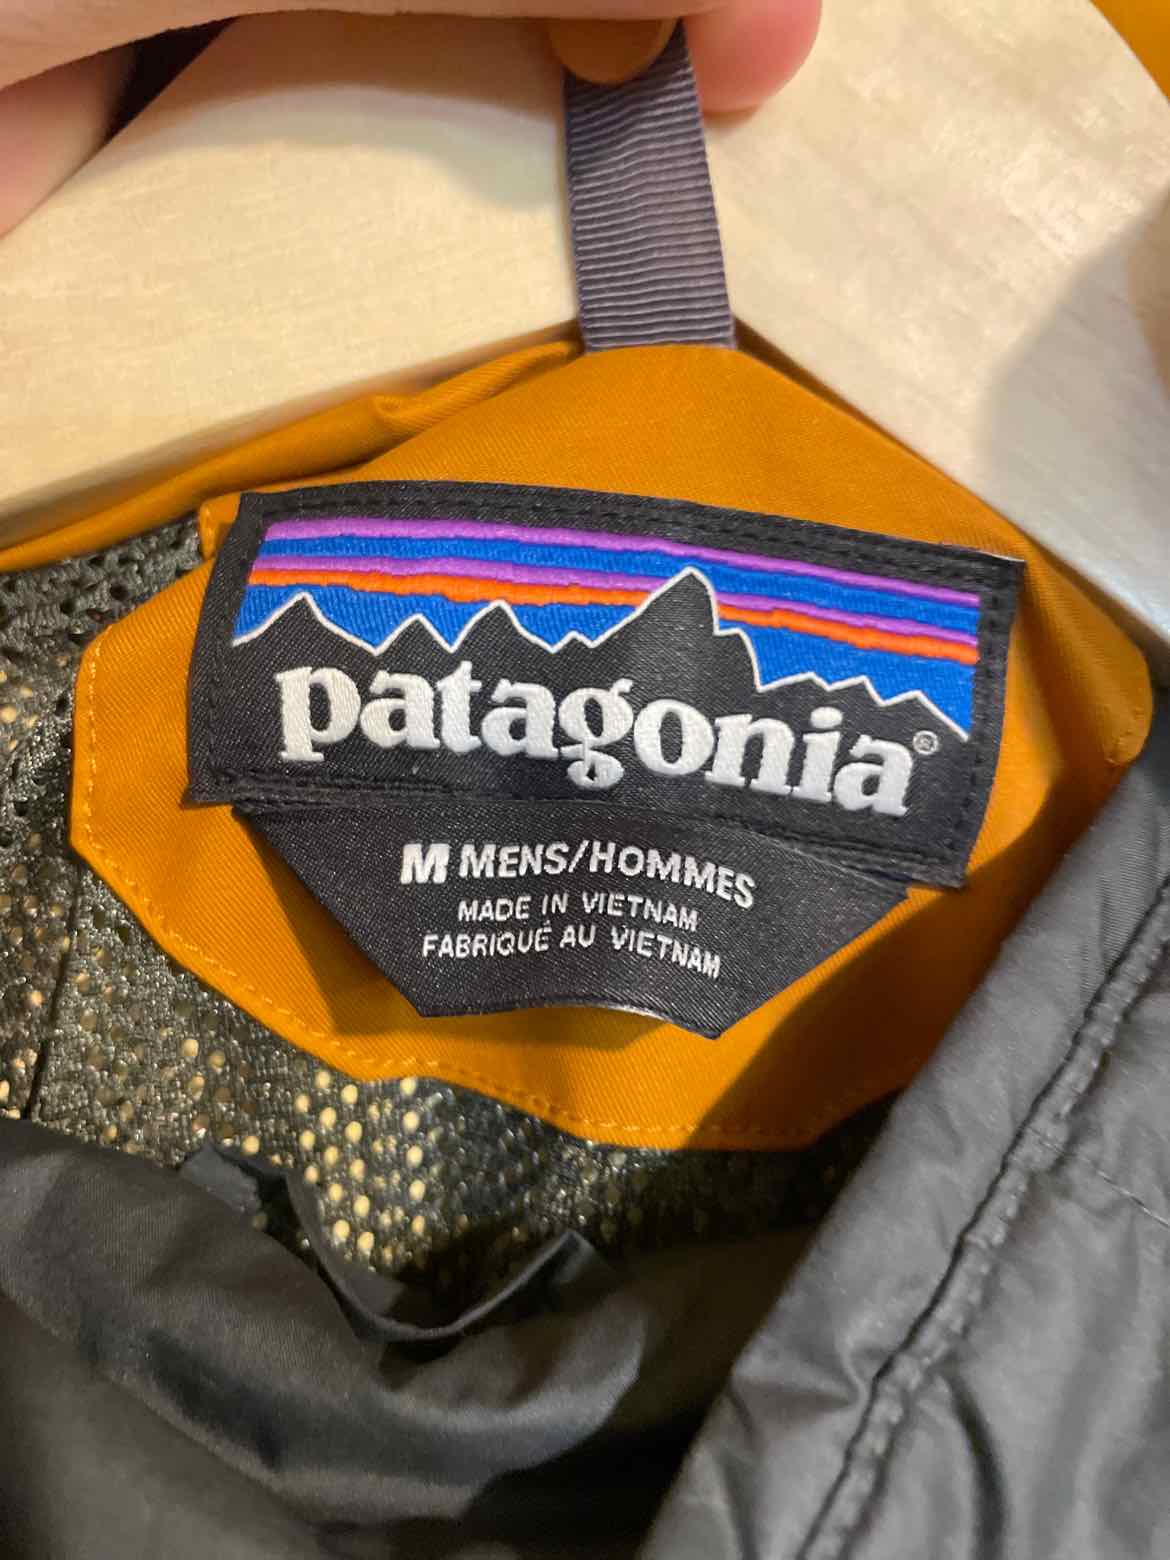 patagonia®
M MENS/HOMMES
MADE IN VIETNAM
FABRIQUÉ AU VIETNAM